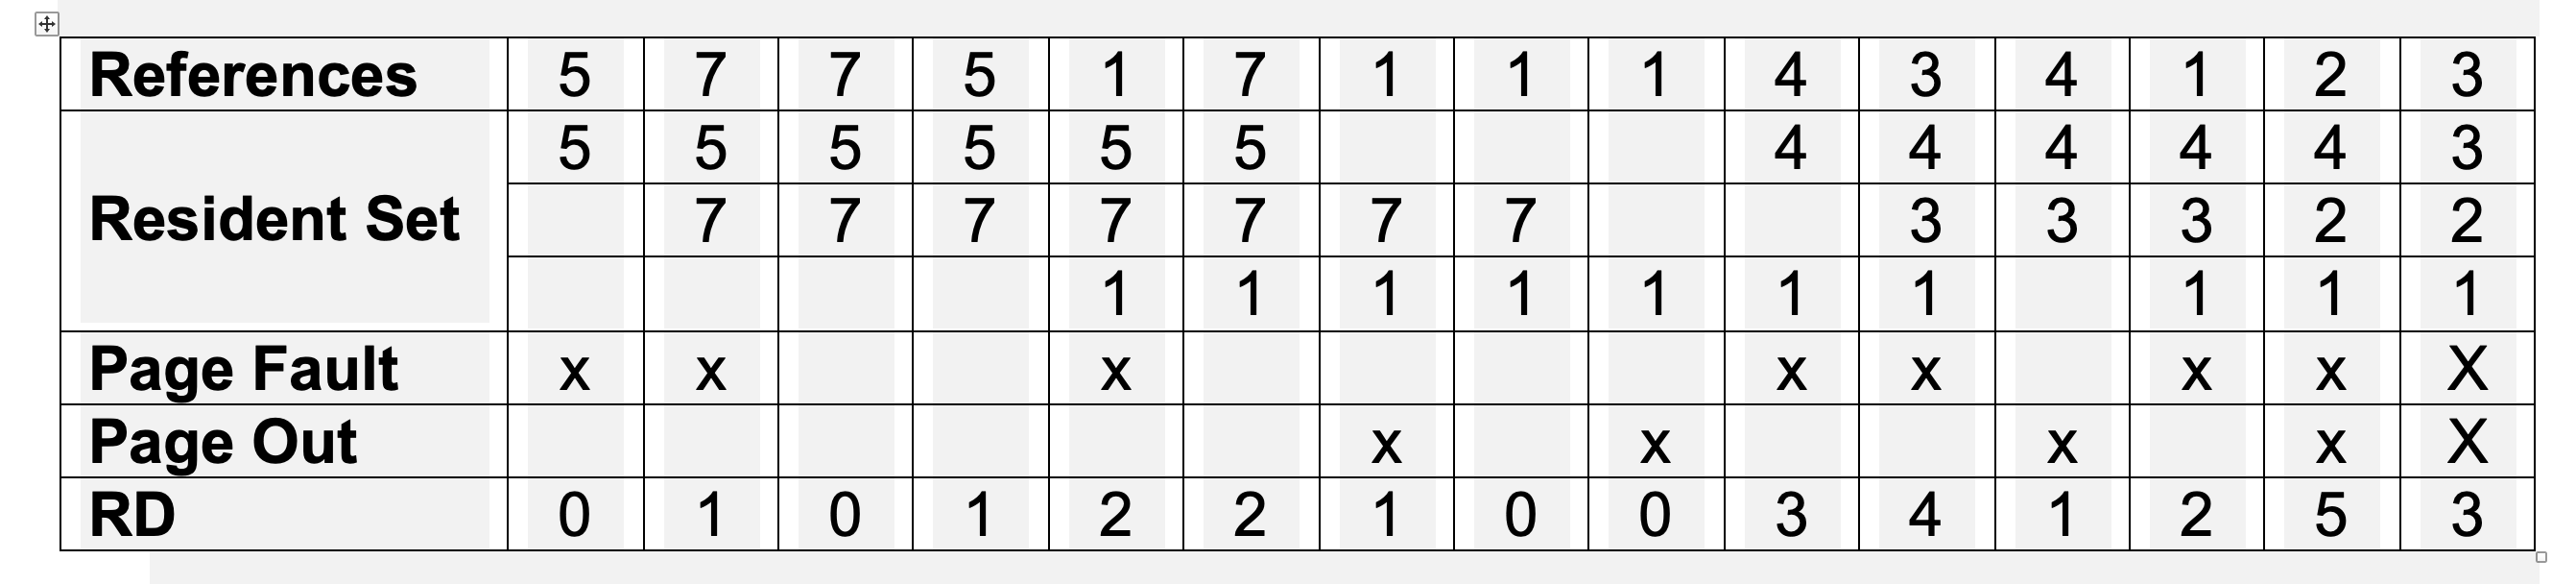 References 5 7 7 5 1 7 1 1 1 4 3 4 1 2 3
5 5 5 5 5 5 4 4 4 4 4 3
Resident Set 7 7 7 7 7 7 7 3 3 3 2 2
1 1 1 1 1 1 1 1 1 1
Page Fault x x x x x x x X
Page Out x x x x X
RD 0 1 0 1 2 2 1 0 0 3 4 1 2 5 3